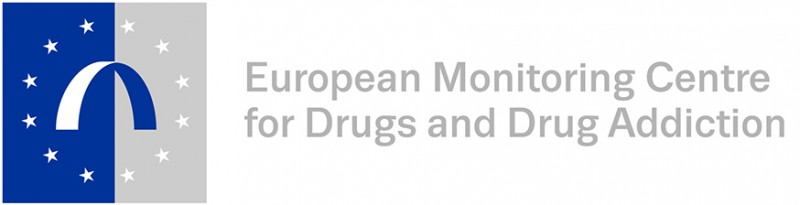 European Monitoring Centre
for Drugs and Drug Addiction